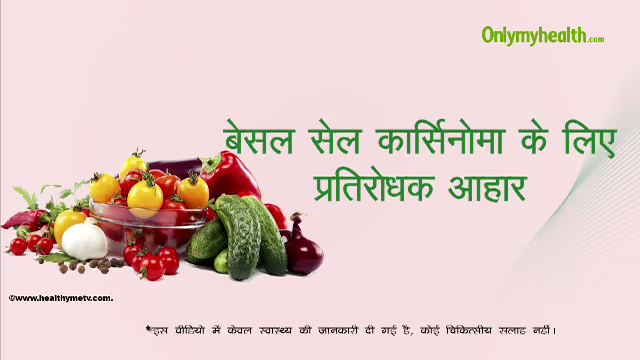 Onlymyhealth.com
बेसल सेल कार्सिनोमा के लिए
प्रतिरोधक आहार
©www.healthymetv.com.
*इस वीडियो में केवल स्वास्थ्य की जानकारी दी गई है, कोई चिकित्सीय सलाह नहीं।